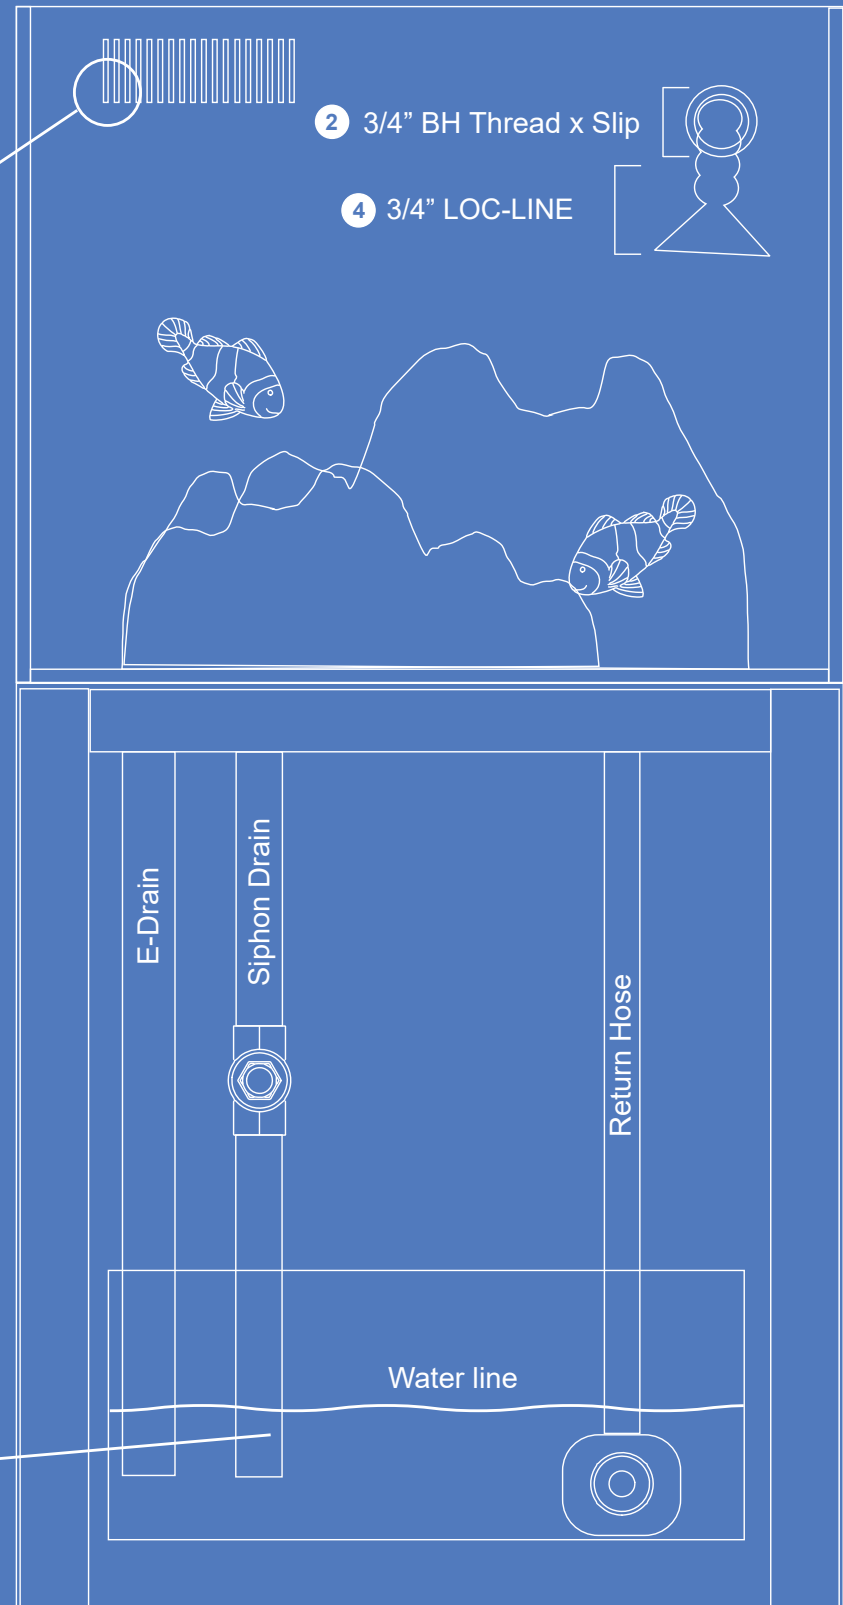 2 3/4” BH Thread x Slip
4 3/4” LOC-LINE
E-Drain
Siphon Drain
Return Hose
Water line